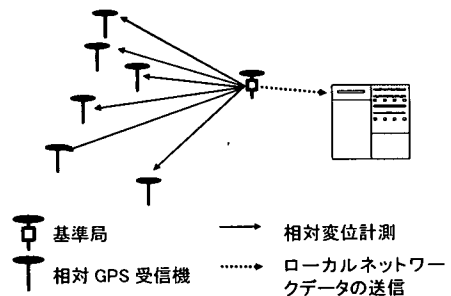 基準局
相対変位計測
相対 GPS 受信機
ローカルネットワー
クデータの送信